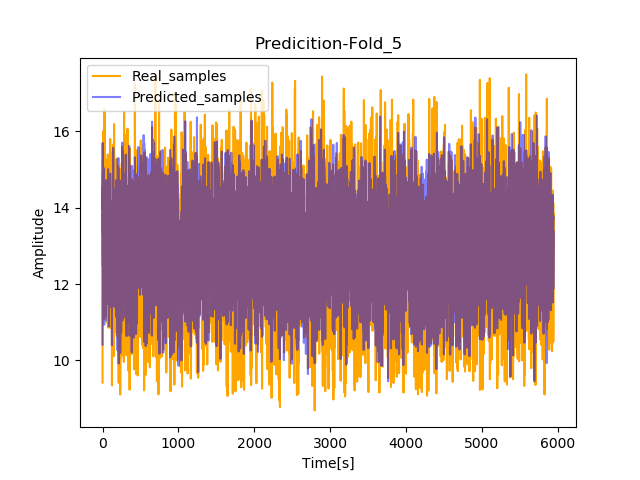 Predicition-Fold_5
Real_samples
Predicted_samples
16
14
12
10
Amplitude
0 1000 2000 3000 4000 5000 6000
Time[s]